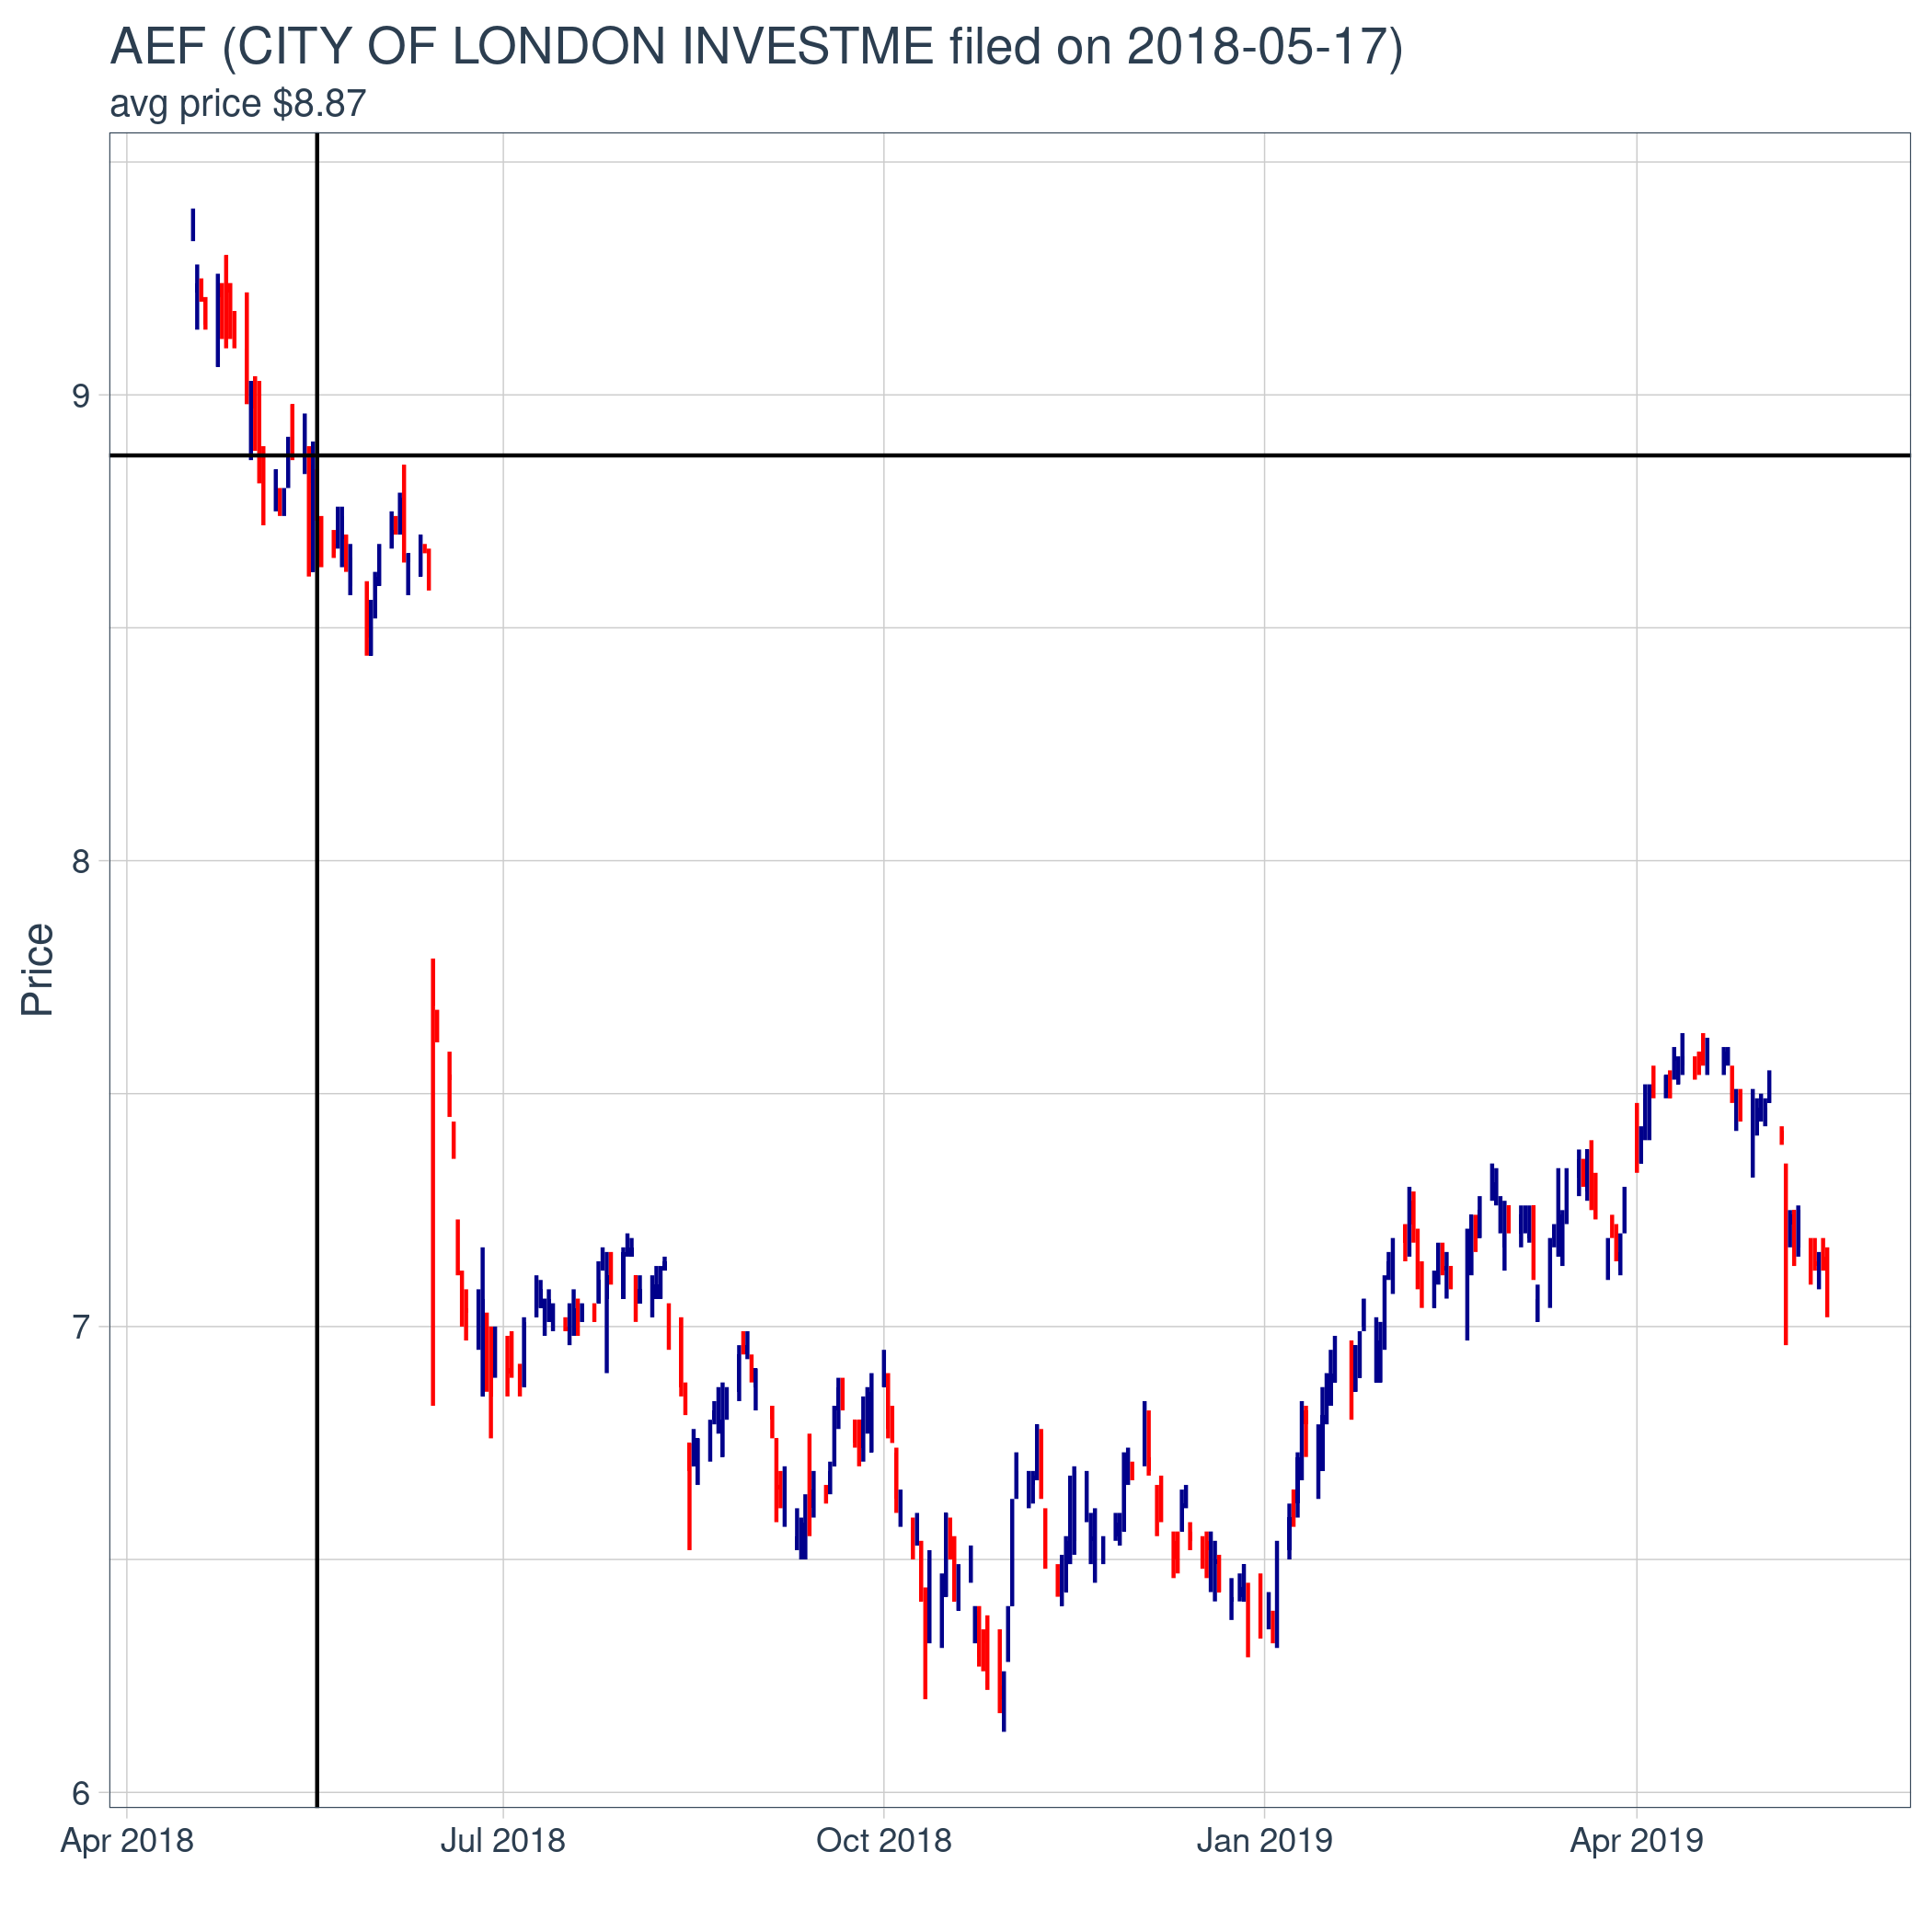 AEF (CITY OF LONDON INVESTME filed on 2018-05-17)
avg price $8.87
9
8
7
6
Price
Apr 2018 Jul 2018 Oct 2018 Jan 2019 Apr 2019